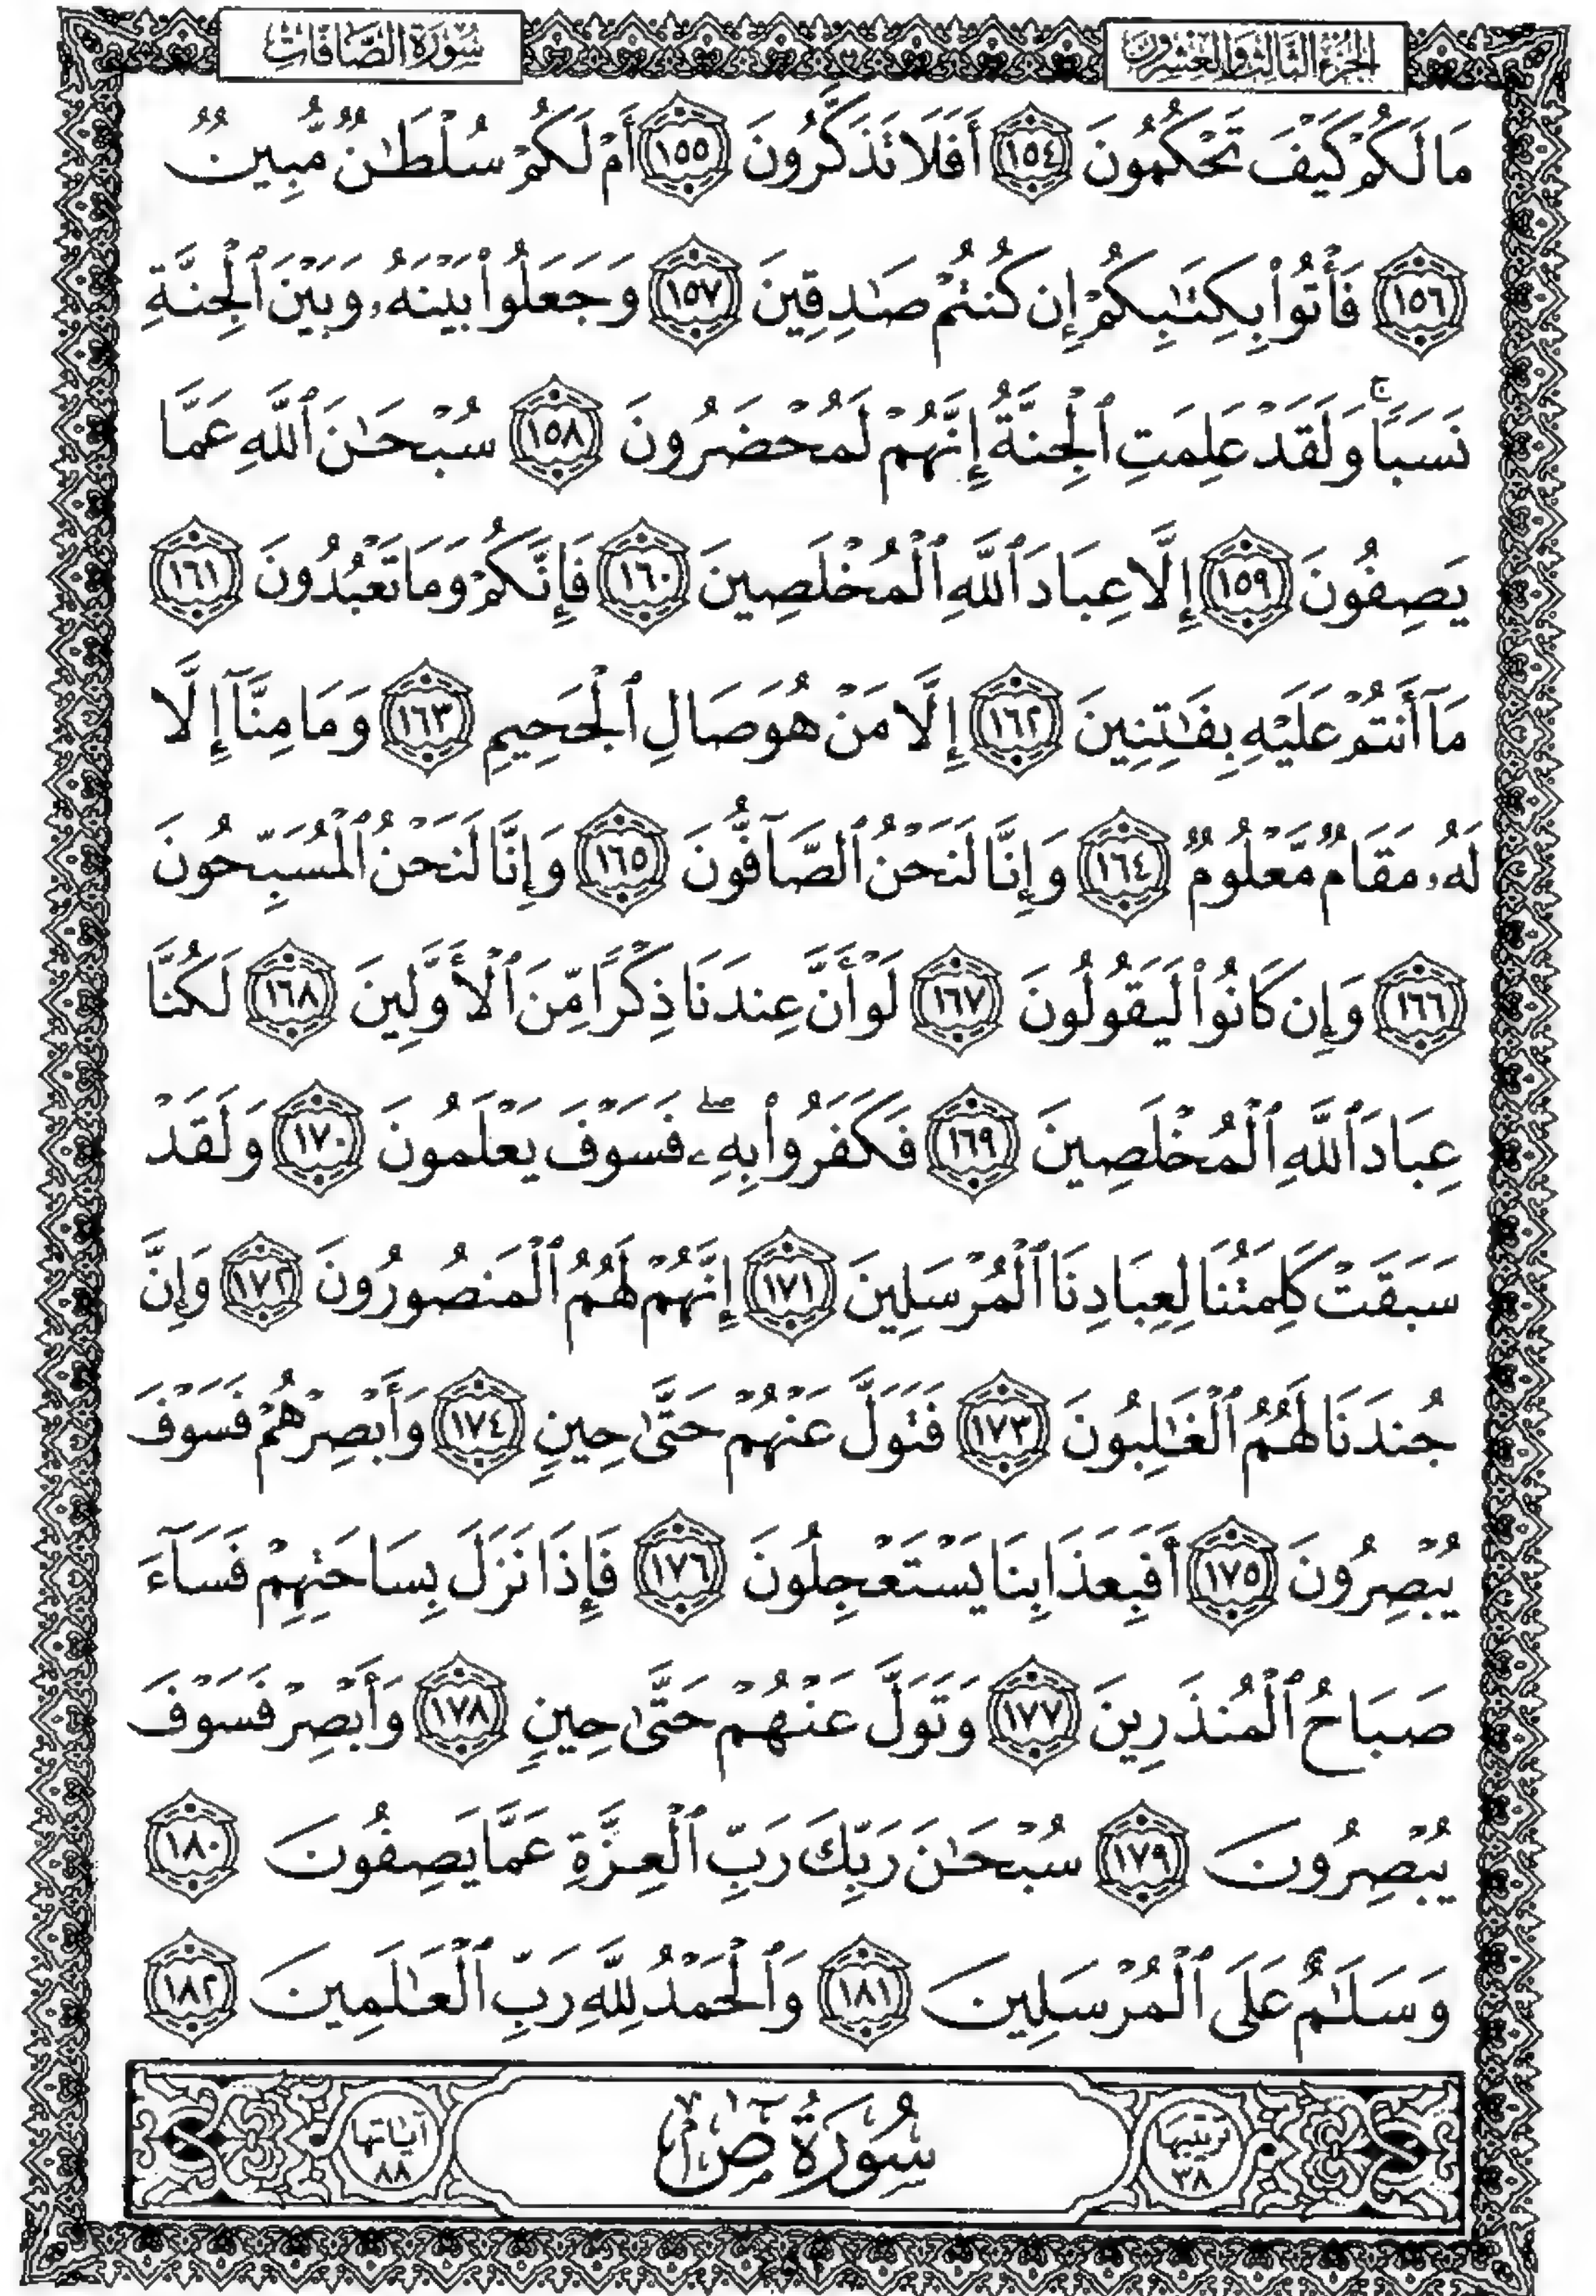 الجزء الثالث والعشرون
سورة الصافات
مَا لَكُمْ كَيْفَ تَحْكُمُونَ ١٥٤ أَفَلَا تَذَكَّرُونَ ١٥٥ أَمْ لَكُمْ سُلْطَٰنٌ مُّبِينٌ
١٥٦ فَأْتُوا۟ بِكِتَٰبِكُمْ إِن كُنتُمْ صَٰدِقِينَ ١٥٧ وَجَعَلُوا۟ بَيْنَهُۥ وَبَيْنَ ٱلْجِنَّةِ
نَسَبًا ۚ وَلَقَدْ عَلِمَتِ ٱلْجِنَّةُ إِنَّهُمْ لَمُحْضَرُونَ ١٥٨ سُبْحَٰنَ ٱللَّهِ عَمَّا
يَصِفُونَ ١٥٩ إِلَّا عِبَادَ ٱللَّهِ ٱلْمُخْلَصِينَ ١٦٠ فَإِنَّكُمْ وَمَا تَعْبُدُونَ ١٦١
مَآ أَنتُمْ عَلَيْهِ بِفَٰتِنِينَ ١٦٢ إِلَّا مَنْ هُوَ صَالِ ٱلْجَحِيمِ ١٦٣ وَمَا مِنَّآ إِلَّا
لَهُۥ مَقَامٌ مَّعْلُومٌ ١٦٤ وَإِنَّا لَنَحْنُ ٱلصَّآفُّونَ ١٦٥ وَإِنَّا لَنَحْنُ ٱلْمُسَبِّحُونَ
١٦٦ وَإِن كَانُوا۟ لَيَقُولُونَ ١٦٧ لَوْ أَنَّ عِندَنَا ذِكْرًا مِّنَ ٱلْأَوَّلِينَ ١٦٨ لَكُنَّا
عِبَادَ ٱللَّهِ ٱلْمُخْلَصِينَ ١٦٩ فَكَفَرُوا۟ بِهِۦ ۖ فَسَوْفَ يَعْلَمُونَ ١٧٠ وَلَقَدْ
سَبَقَتْ كَلِمَتُنَا لِعِبَادِنَا ٱلْمُرْسَلِينَ ١٧١ إِنَّهُمْ لَهُمُ ٱلْمَنصُورُونَ ١٧٢ وَإِنَّ
جُندَنَا لَهُمُ ٱلْغَٰلِبُونَ ١٧٣ فَتَوَلَّ عَنْهُمْ حَتَّىٰ حِينٍ ١٧٤ وَأَبْصِرْهُمْ فَسَوْفَ
يُبْصِرُونَ ١٧٥ أَفَبِعَذَابِنَا يَسْتَعْجِلُونَ ١٧٦ فَإِذَا نَزَلَ بِسَاحَتِهِمْ فَسَآءَ
صَبَاحُ ٱلْمُنذَرِينَ ١٧٧ وَتَوَلَّ عَنْهُمْ حَتَّىٰ حِينٍ ١٧٨ وَأَبْصِرْ فَسَوْفَ
يُبْصِرُونَ ١٧٩ سُبْحَٰنَ رَبِّكَ رَبِّ ٱلْعِزَّةِ عَمَّا يَصِفُونَ ١٨٠
وَسَلَٰمٌ عَلَى ٱلْمُرْسَلِينَ ١٨١ وَٱلْحَمْدُ لِلَّهِ رَبِّ ٱلْعَٰلَمِينَ ١٨٢
ترتيبها ٣٨
سُورَةُ ص
آياتها ٨٨